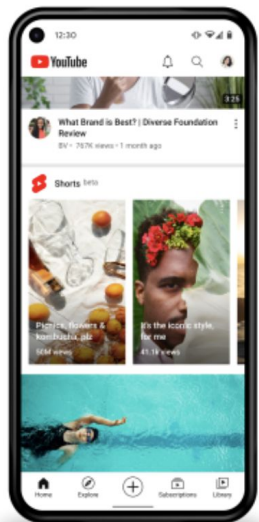 12:30
YouTube
3:25
What Brand is Best? | Diverse Foundation
Review
BV • 767K views • 1 month ago
Shorts beta
Picnics, flowers &
kombucha, plz
50M views
It's the iconic style,
for me
41.1K views
Home
Explore
Subscriptions
Library